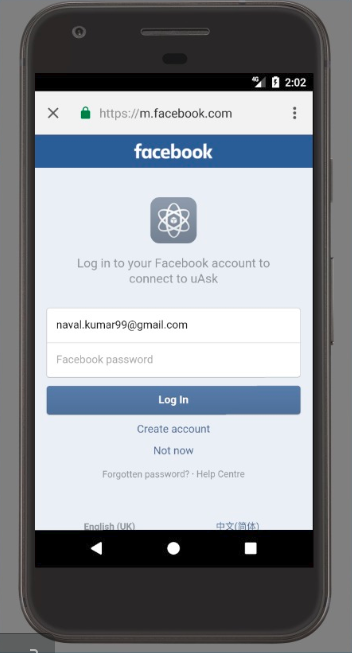 4G 2:02
https://m.facebook.com
facebook
Log in to your Facebook account to
connect to uAsk
naval.kumar99@gmail.com
Facebook password
Log In
Create account
Not now
Forgotten password? · Help Centre
English (UK) 中文(简体)